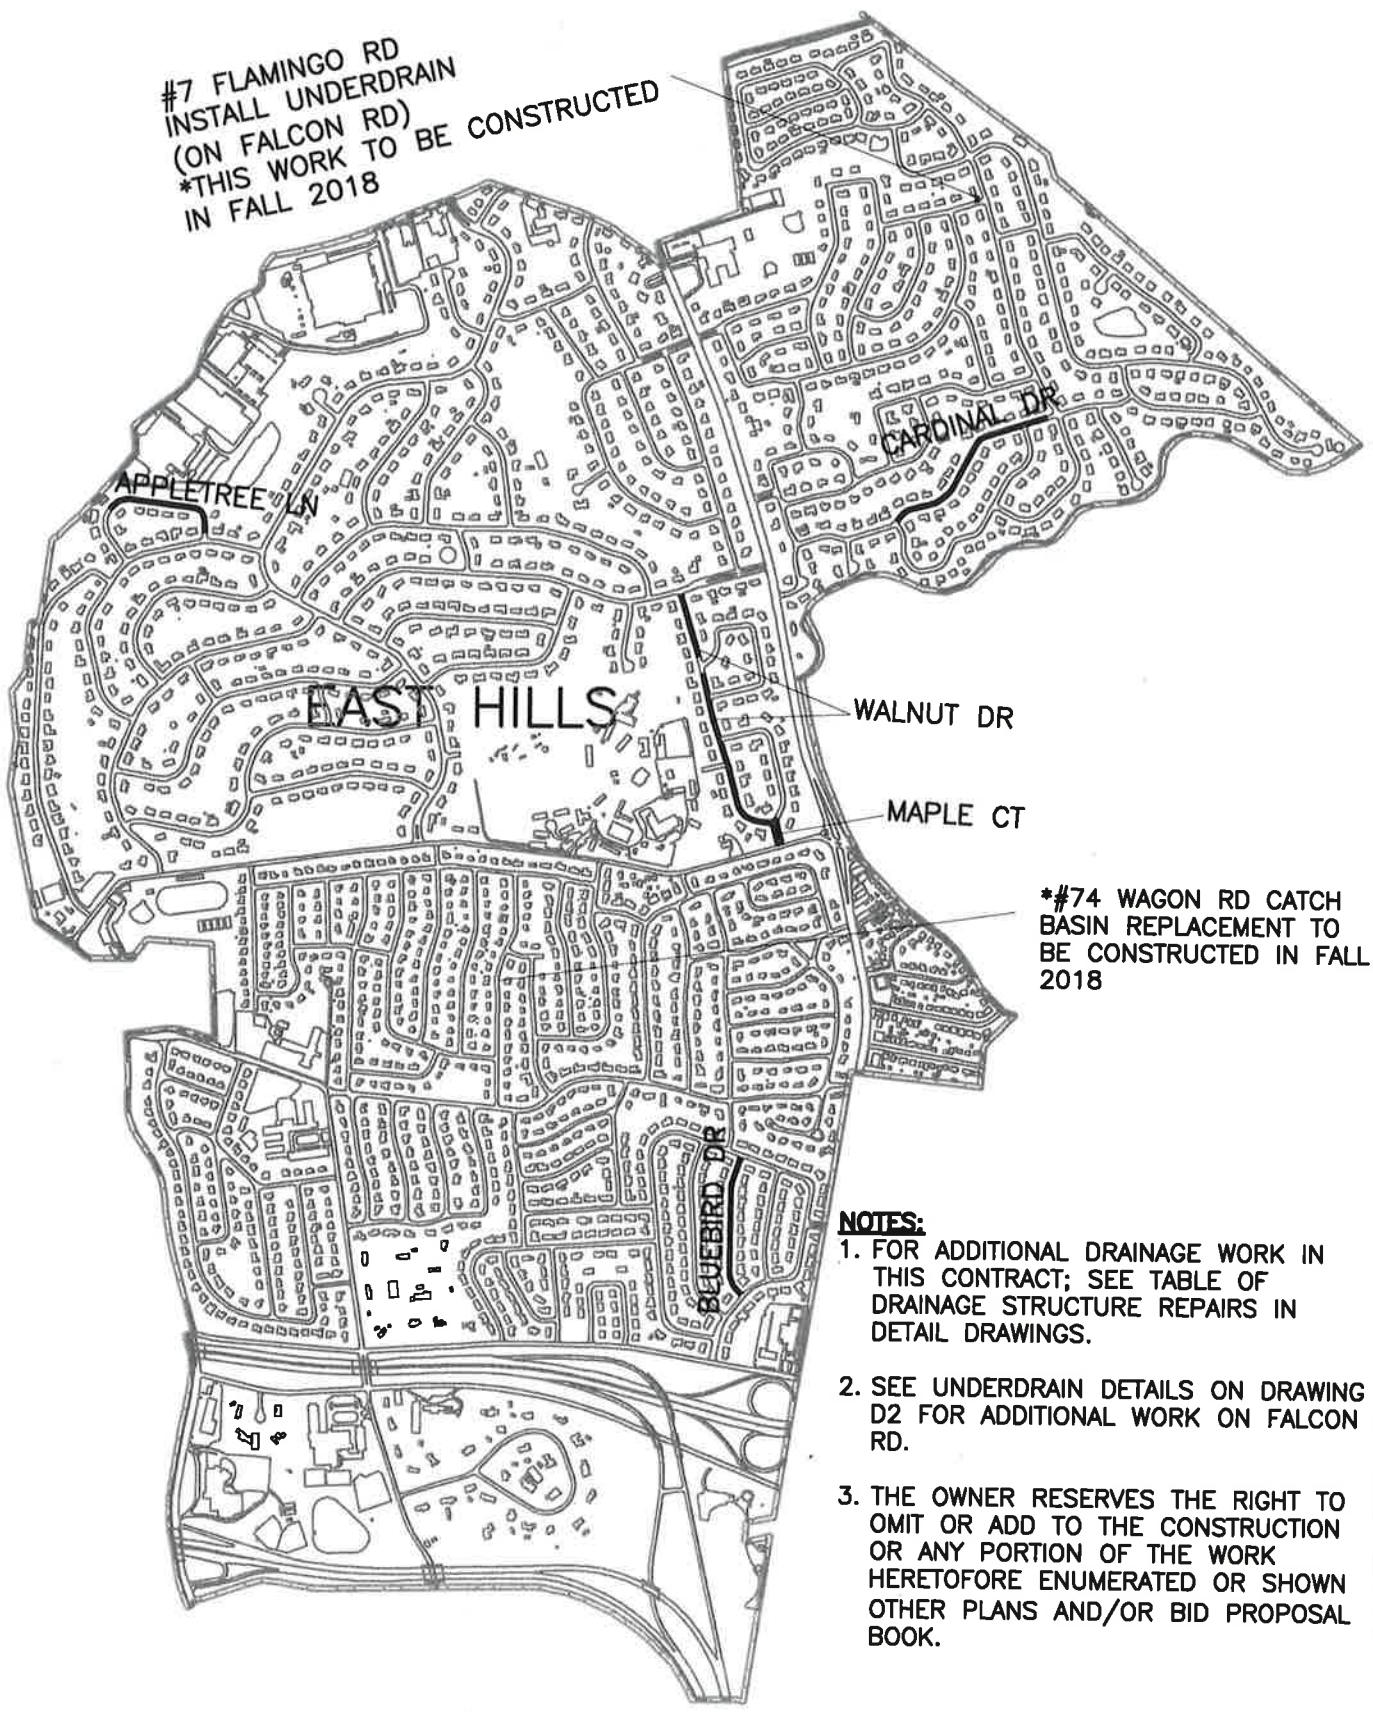 #7 FLAMINGO RD
INSTALL UNDERDRAIN
(ON FALCON RD)
*THIS WORK TO BE CONSTRUCTED
IN FALL 2018
CARDINAL DR
APPLETREE LN
EAST HILLS
WALNUT DR
MAPLE CT
*#74 WAGON RD CATCH
BASIN REPLACEMENT TO
BE CONSTRUCTED IN FALL
2018
BLUEBIRD DR
NOTES:
1. FOR ADDITIONAL DRAINAGE WORK IN
THIS CONTRACT; SEE TABLE OF
DRAINAGE STRUCTURE REPAIRS IN
DETAIL DRAWINGS.
2. SEE UNDERDRAIN DETAILS ON DRAWING
D2 FOR ADDITIONAL WORK ON FALCON
RD.
3. THE OWNER RESERVES THE RIGHT TO
OMIT OR ADD TO THE CONSTRUCTION
OR ANY PORTION OF THE WORK
HERETOFORE ENUMERATED OR SHOWN
OTHER PLANS AND/OR BID PROPOSAL
BOOK.